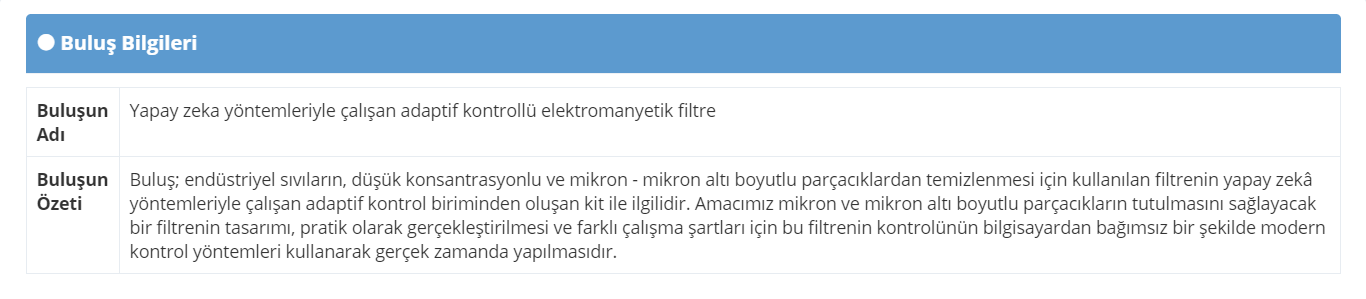 Buluş Bilgileri
Buluşun Adı
Yapay zeka yöntemleriyle çalışan adaptif kontrollü elektromanyetik filtre
Buluşun Özeti
Buluş; endüstriyel sıvıların, düşük konsantrasyonlu ve mikron - mikron altı boyutlu parçacıklardan temizlenmesi için kullanılan filtrenin yapay zekâ
yöntemleriyle çalışan adaptif kontrol biriminden oluşan kit ile ilgilidir. Amacımız mikron ve mikron altı boyutlu parçacıkların tutulmasını sağlayacak
bir filtrenin tasarımı, pratik olarak gerçekleştirilmesi ve farklı çalışma şartları için bu filtrenin kontrolünün bilgisayardan bağımsız bir şekilde modern
kontrol yöntemleri kullanarak gerçek zamanda yapılmasıdır.